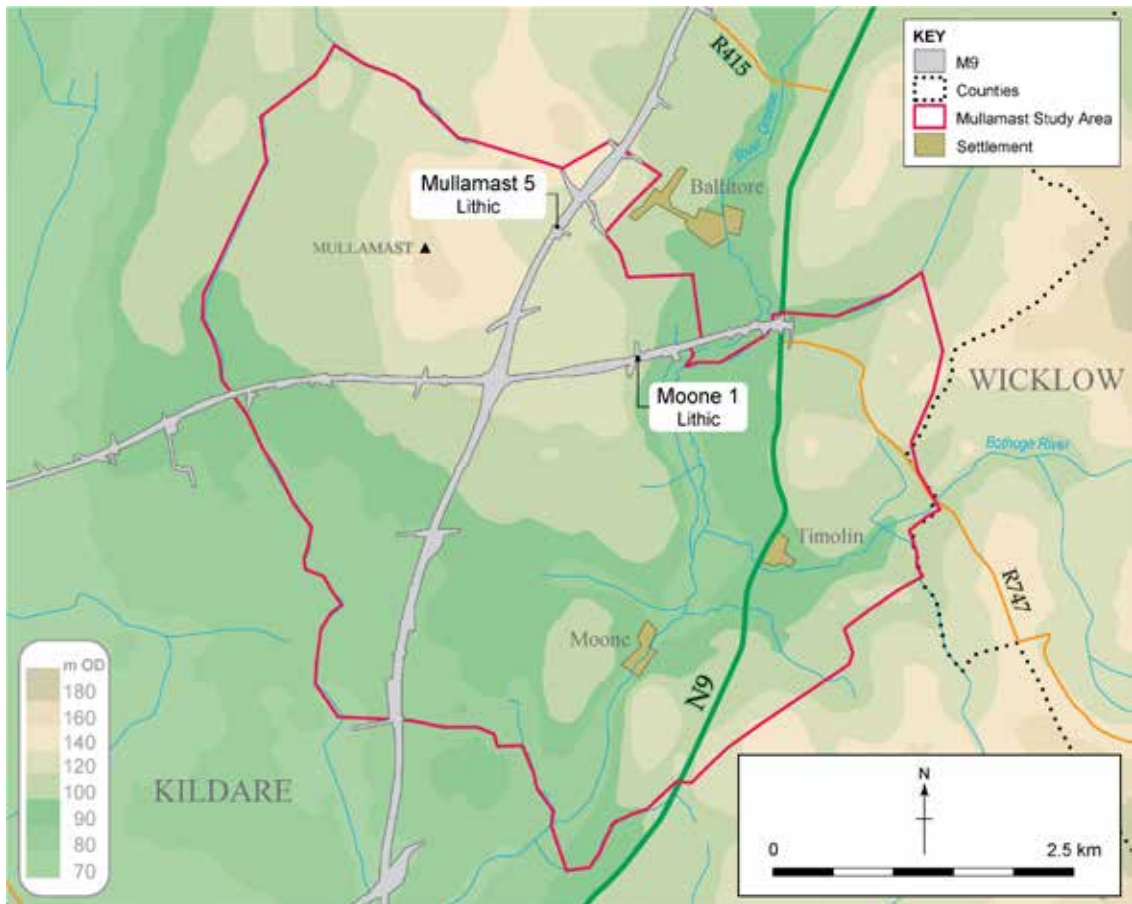 R415
KEY
M9
Counties
Mullamast Study Area
Settlement
River Greese
Ballitore
Mullamast 5
Lithic
MULLAMAST
Moone 1
Lithic
WICKLOW
Bothoge River
Timolin
R747
Moone
N9
m OD
180
160
140
120
100
90
80
70
KILDARE
N
0
2.5 km